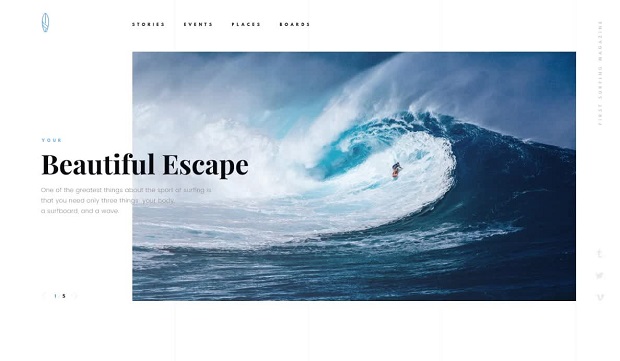 STORIES EVENTS PLACES BOARDS
FIRST SURFING MAGAZINE
YOUR
Beautiful Escape
One of the greatest things about the sport of surfing is
that you need only three things: your body,
a surfboard, and a wave.
1 5